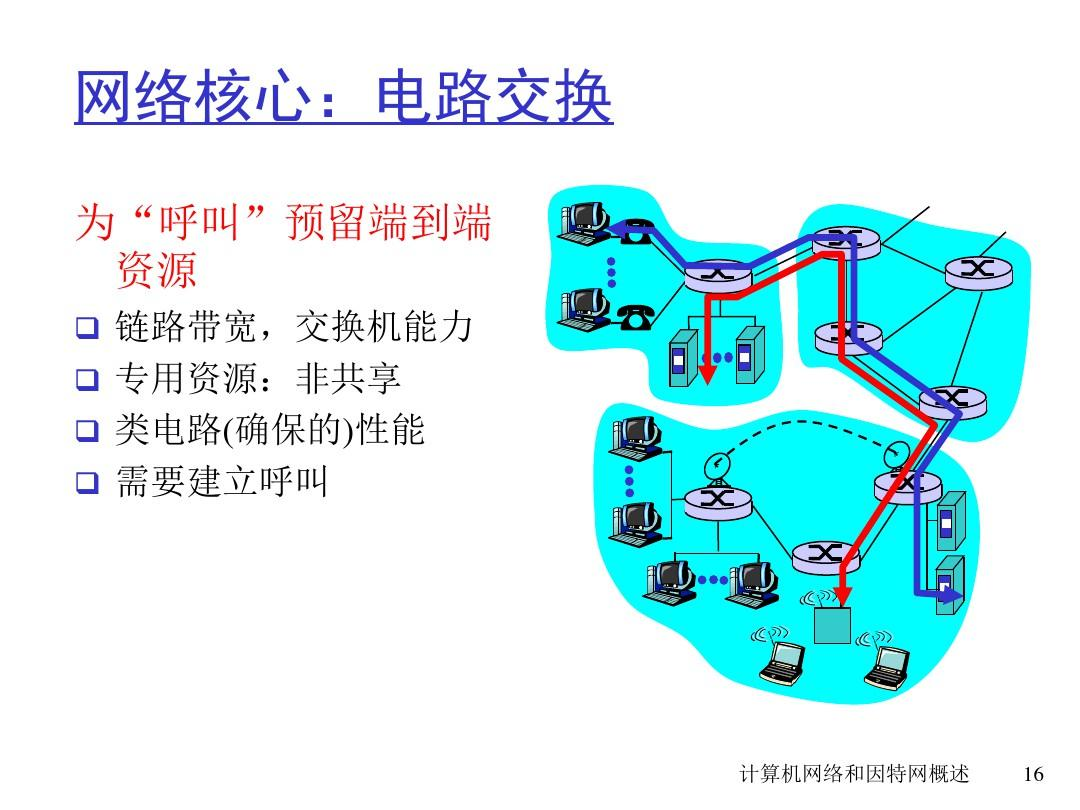 网络核心：电路交换
为“呼叫”预留端到端
资源
链路带宽，交换机能力
专用资源：非共享
类电路(确保的)性能
需要建立呼叫
计算机网络和因特网概述 16